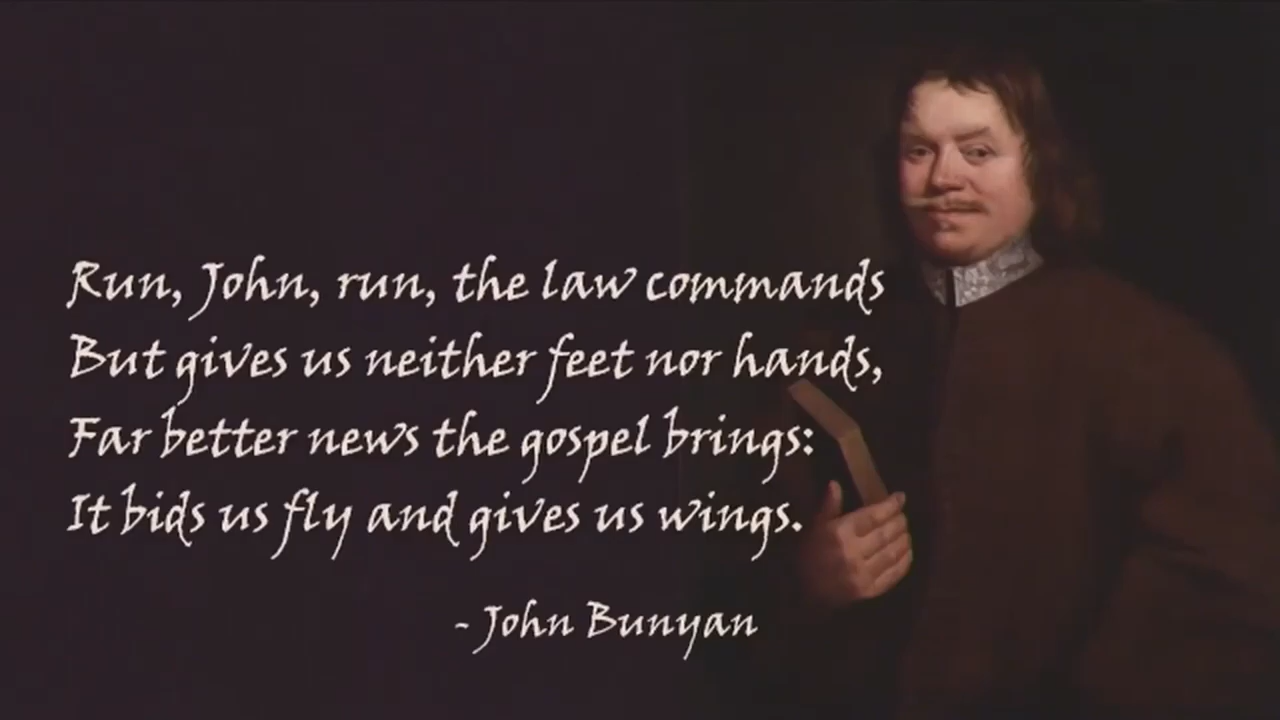 Run, John, run, the law commands
But gives us neither feet nor hands,
Far better news the gospel brings:
It bids us fly and gives us wings.
- John Bunyan